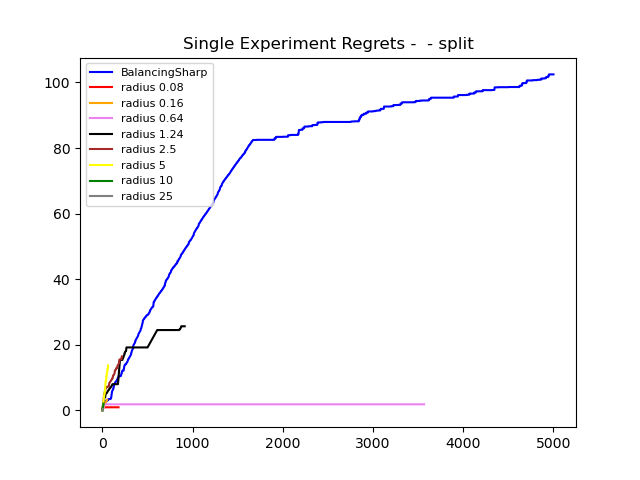 Single Experiment Regrets -  - split
BalancingSharp
radius 0.08
radius 0.16
radius 0.64
radius 1.24
radius 2.5
radius 5
radius 10
radius 25
100
80
60
40
20
0
0 1000 2000 3000 4000 5000